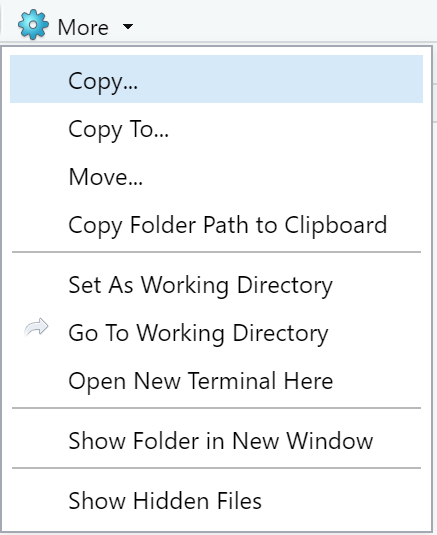 More
Copy...
Copy To...
Move...
Copy Folder Path to Clipboard
Set As Working Directory
Go To Working Directory
Open New Terminal Here
Show Folder in New Window
Show Hidden Files